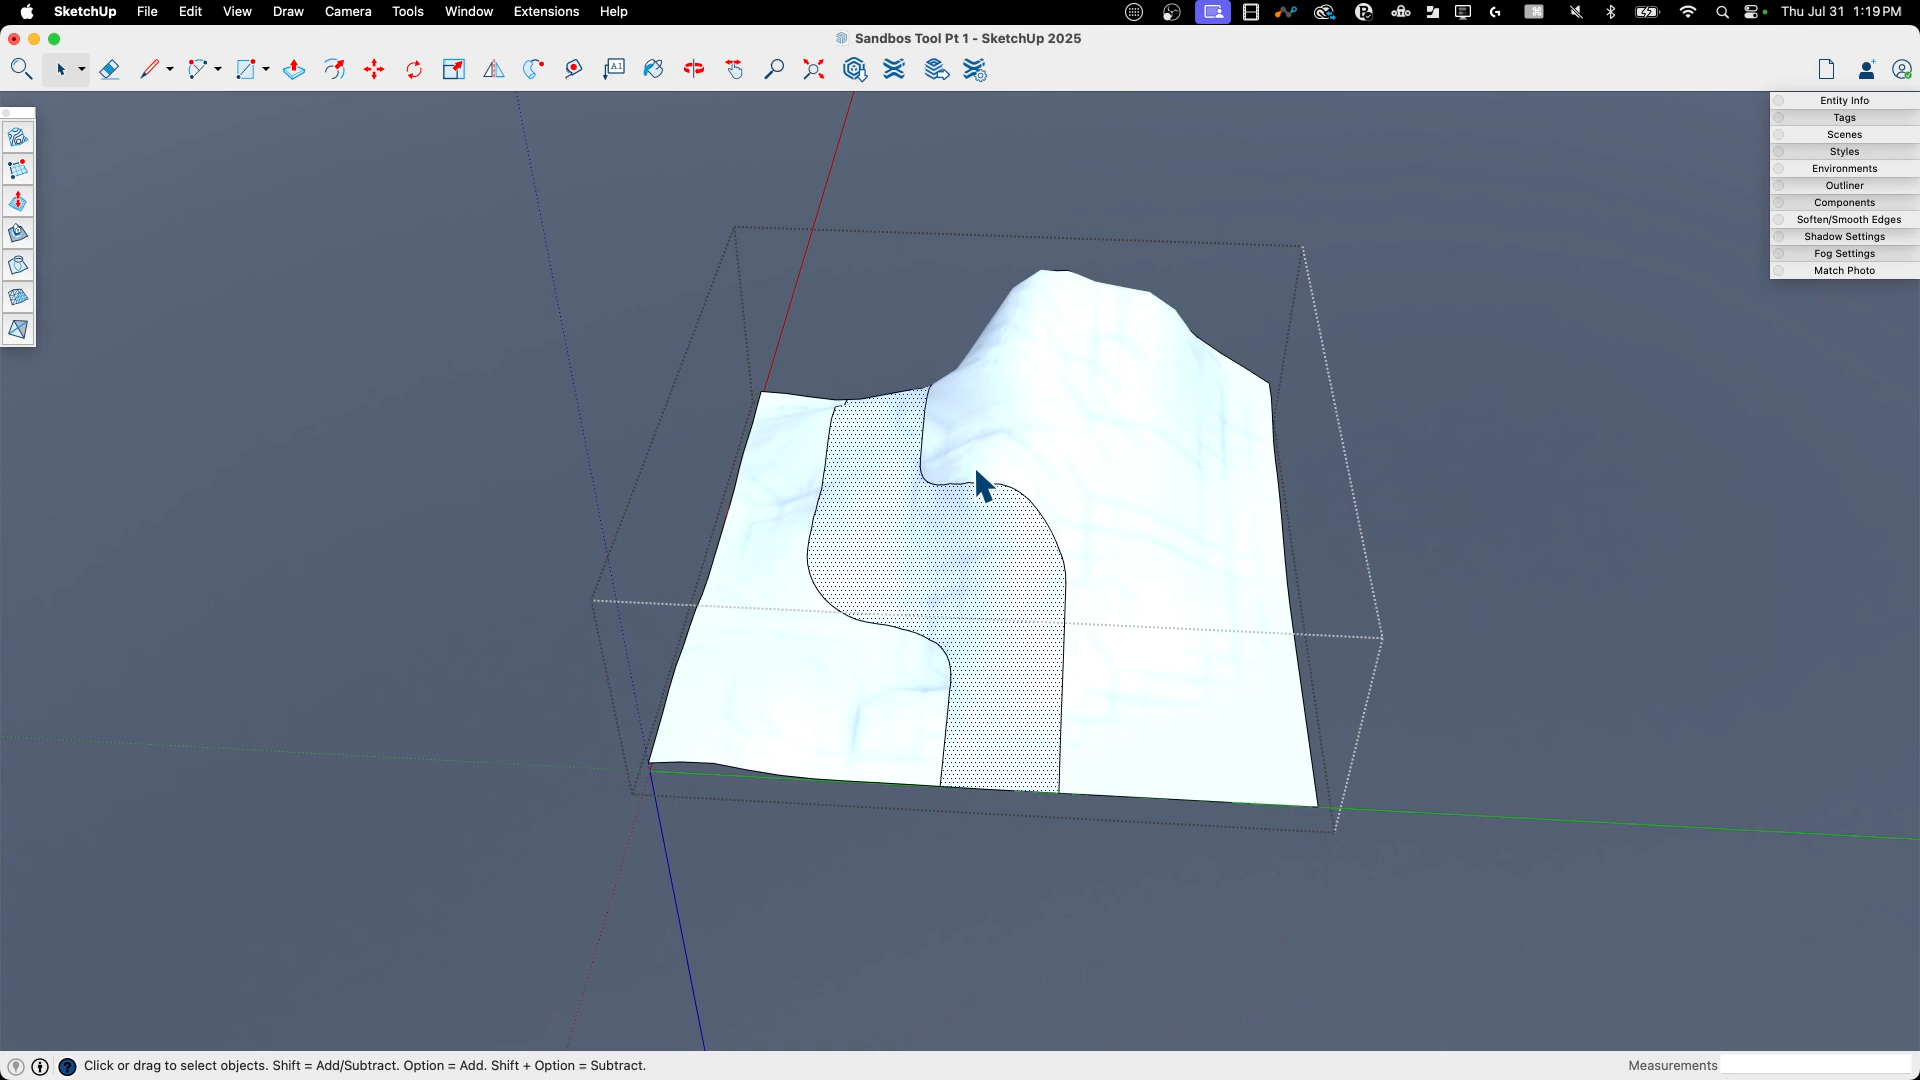 SketchUp File Edit View Draw Camera Tools Window Extensions Help Thu Jul 31 1:19 PM
Sandbos Tool Pt 1 - SketchUp 2025
A1
Entity Info
Tags
Scenes
Styles
Environments
Outliner
Components
Soften/Smooth Edges
Shadow Settings
Fog Settings
Match Photo
Click or drag to select objects. Shift = Add/Subtract. Option = Add. Shift + Option = Subtract. Measurements